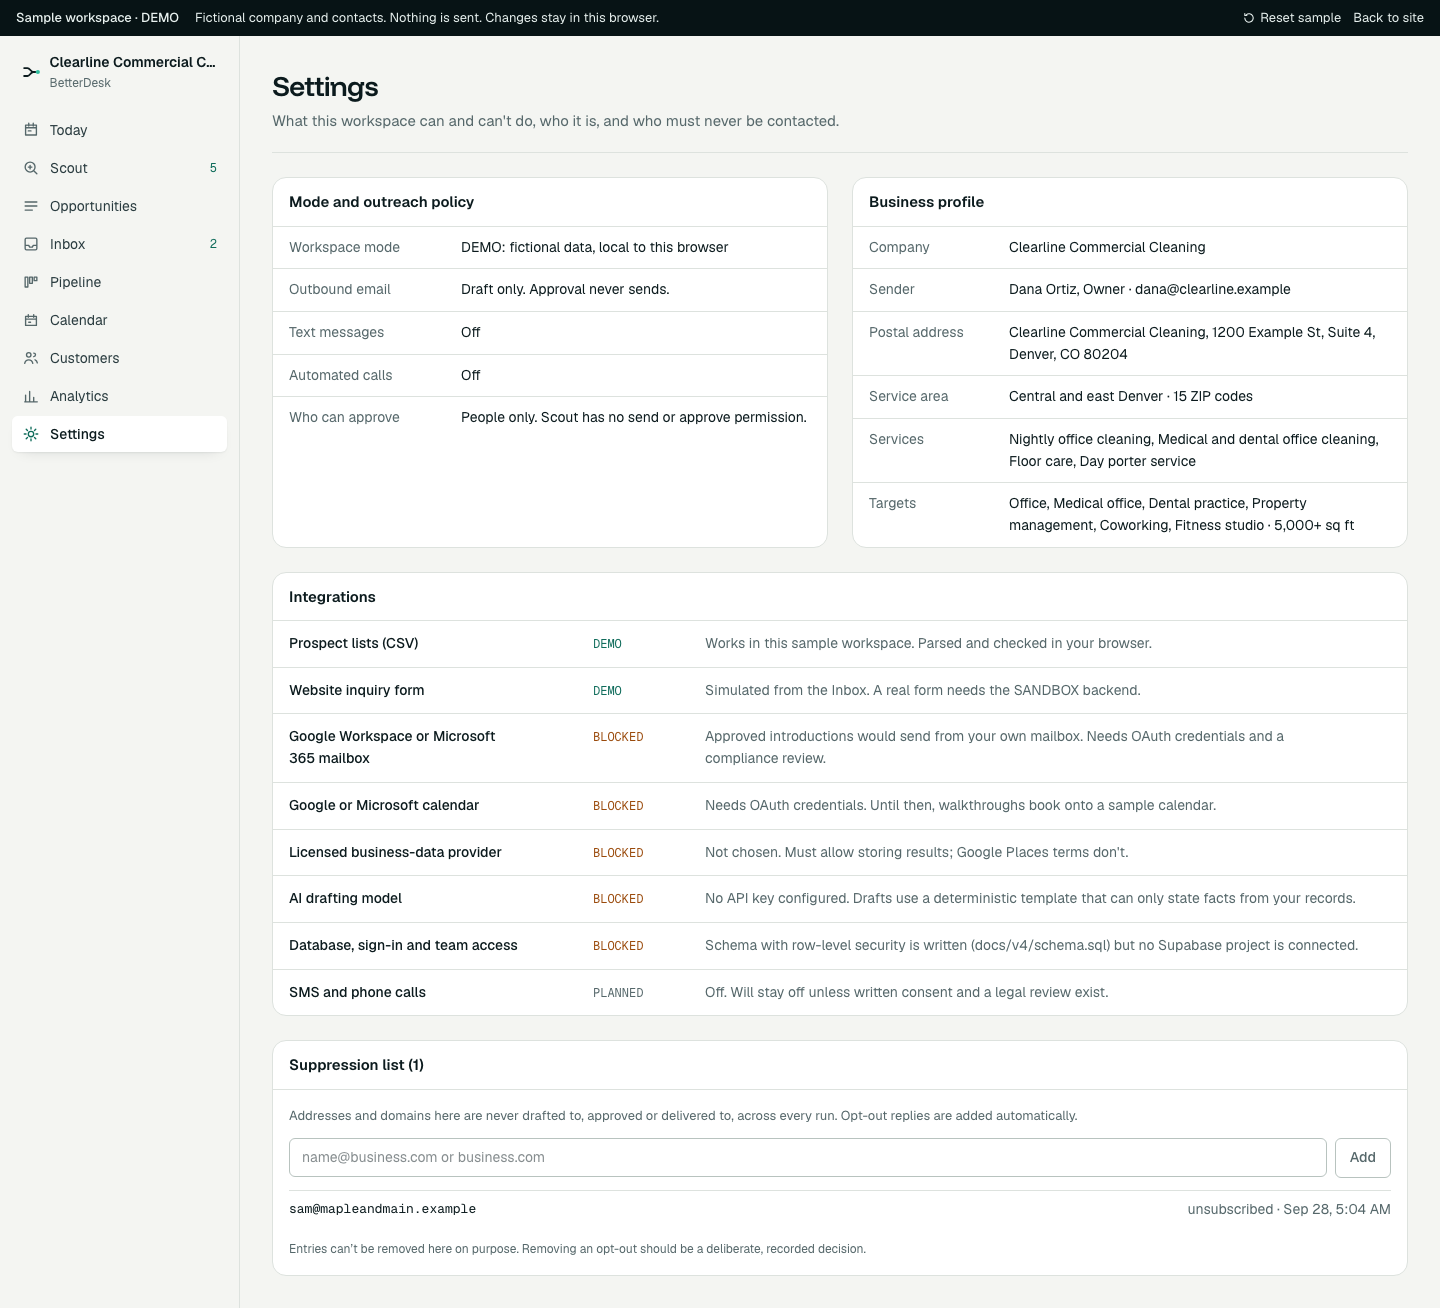 Sample workspace · DEMO
Fictional company and contacts. Nothing is sent. Changes stay in this browser.
Reset sample
Back to site
Clearline Commercial C...
BetterDesk
Today
Scout 5
Opportunities
Inbox 2
Pipeline
Calendar
Customers
Analytics
Settings
Settings
What this workspace can and can't do, who it is, and who must never be contacted.
Mode and outreach policy
Workspace mode DEMO: fictional data, local to this browser
Outbound email Draft only. Approval never sends.
Text messages Off
Automated calls Off
Who can approve People only. Scout has no send or approve permission.
Business profile
Company Clearline Commercial Cleaning
Sender Dana Ortiz, Owner · dana@clearline.example
Postal address Clearline Commercial Cleaning, 1200 Example St, Suite 4,
Denver, CO 80204
Service area Central and east Denver · 15 ZIP codes
Services Nightly office cleaning, Medical and dental office cleaning,
Floor care, Day porter service
Targets Office, Medical office, Dental practice, Property
management, Coworking, Fitness studio · 5,000+ sq ft
Integrations
Prospect lists (CSV) DEMO Works in this sample workspace. Parsed and checked in your browser.
Website inquiry form DEMO Simulated from the Inbox. A real form needs the SANDBOX backend.
Google Workspace or Microsoft
365 mailbox
BLOCKED
Approved introductions would send from your own mailbox. Needs OAuth credentials and a
compliance review.
Google or Microsoft calendar BLOCKED Needs OAuth credentials. Until then, walkthroughs book onto a sample calendar.
Licensed business-data provider BLOCKED Not chosen. Must allow storing results; Google Places terms don't.
AI drafting model BLOCKED No API key configured. Drafts use a deterministic template that can only state facts from your records.
Database, sign-in and team access BLOCKED Schema with row-level security is written (docs/v4/schema.sql) but no Supabase project is connected.
SMS and phone calls PLANNED Off. Will stay off unless written consent and a legal review exist.
Suppression list (1)
Addresses and domains here are never drafted to, approved or delivered to, across every run. Opt-out replies are added automatically.
name@business.com or business.com
Add
sam@mapleandmain.example unsubscribed · Sep 28, 5:04 AM
Entries can't be removed here on purpose. Removing an opt-out should be a deliberate, recorded decision.